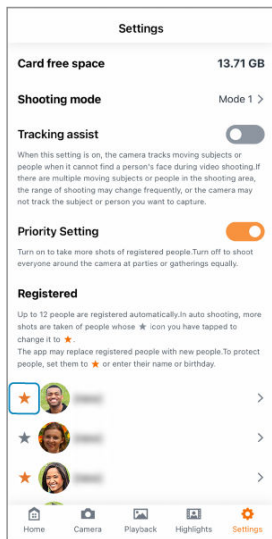 Settings
Card free space 13.71 GB
Shooting mode Mode 1 >
Tracking assist
When this setting is on, the camera tracks moving subjects or
people when it cannot find a person's face during video shooting.If
there are multiple moving subjects or people in the shooting area,
the range of shooting may change frequently, or the camera may
not track the subject or person you want to capture.
Priority Setting
Turn on to take more shots of registered people.Turn off to shoot
everyone around the camera at parties or gatherings equally.
Registered
Up to 12 people are registered automatically.In auto shooting, more
shots are taken of people whose ★ icon you have tapped to
change it to ★.
The app may replace registered people with new people.To protect
people, set them to ★ or enter their name or birthday.
Home Camera Playback Highlights Settings